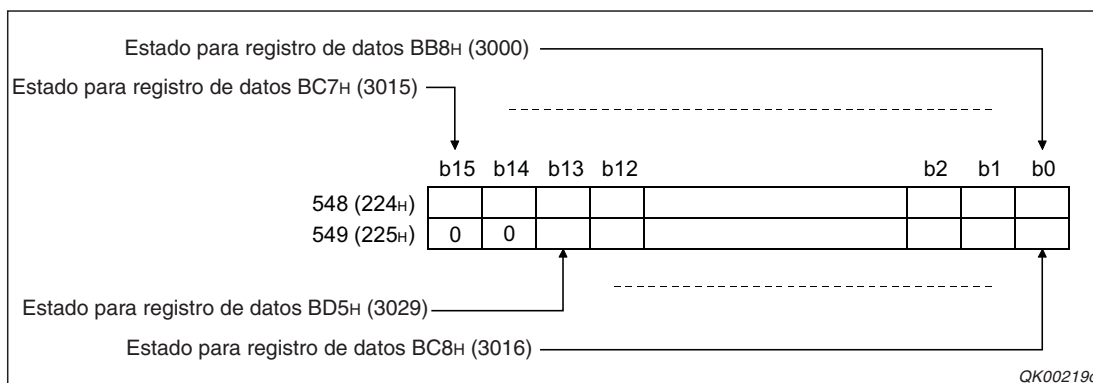 Estado para registro de datos BB8H (3000)
Estado para registro de datos BC7H (3015)
b15 b14 b13 b12 b2 b1 b0
548 (224H)
549 (225H) 0 0
Estado para registro de datos BD5H (3029)
Estado para registro de datos BC8H (3016)
QK00219c